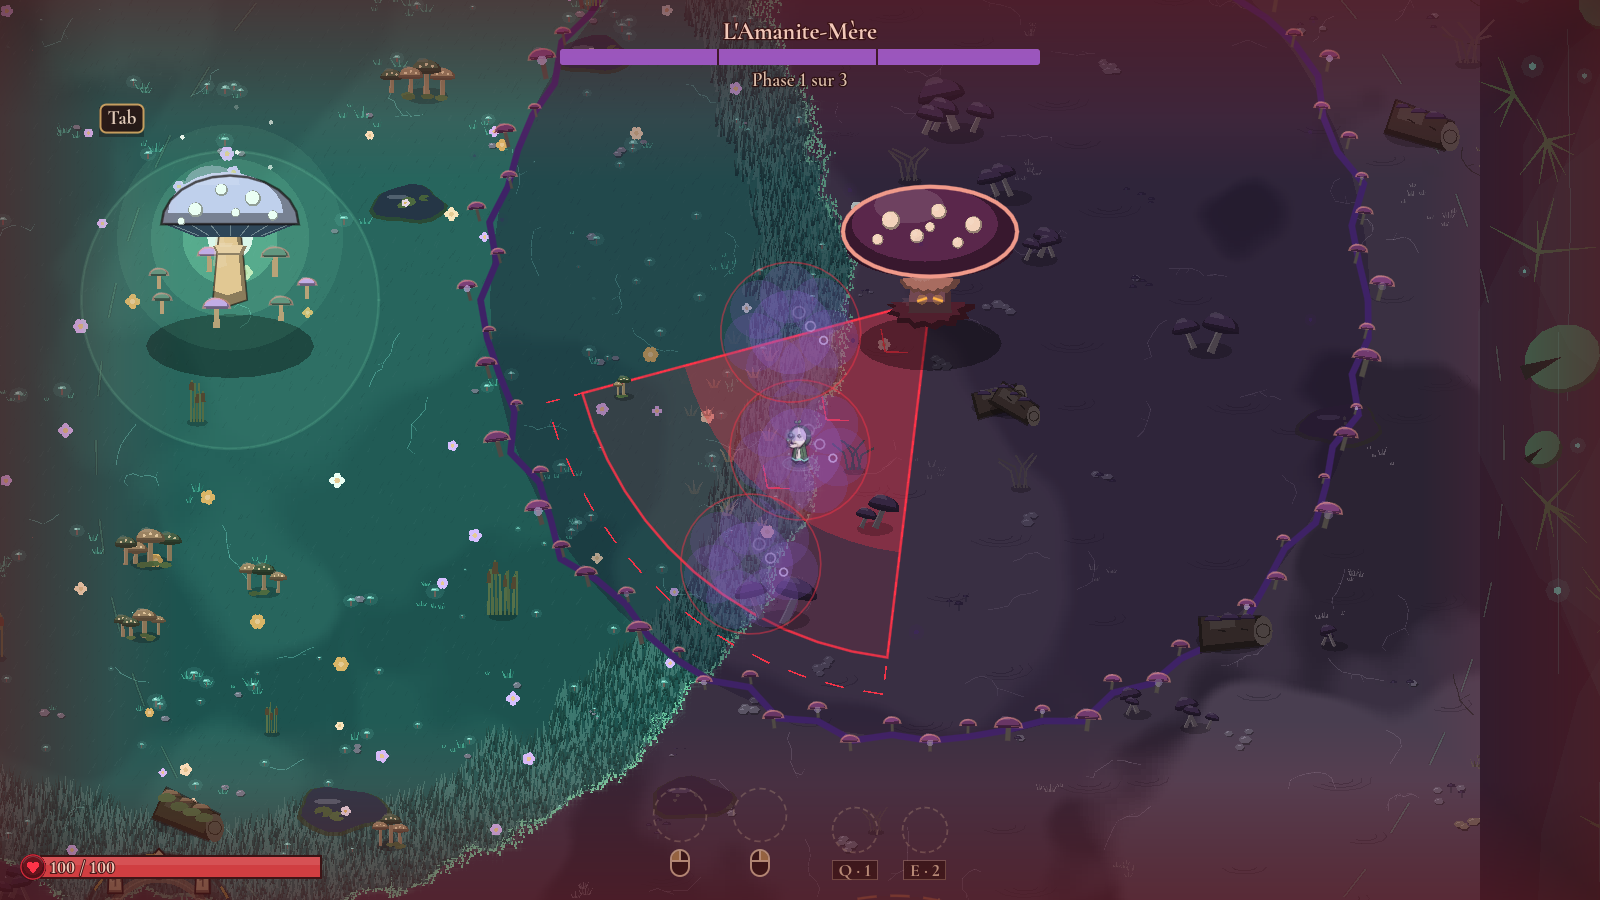 L'Amanite-Mère
Phase 1 sur 3
Tab
100 / 100
Q · 1
E · 2